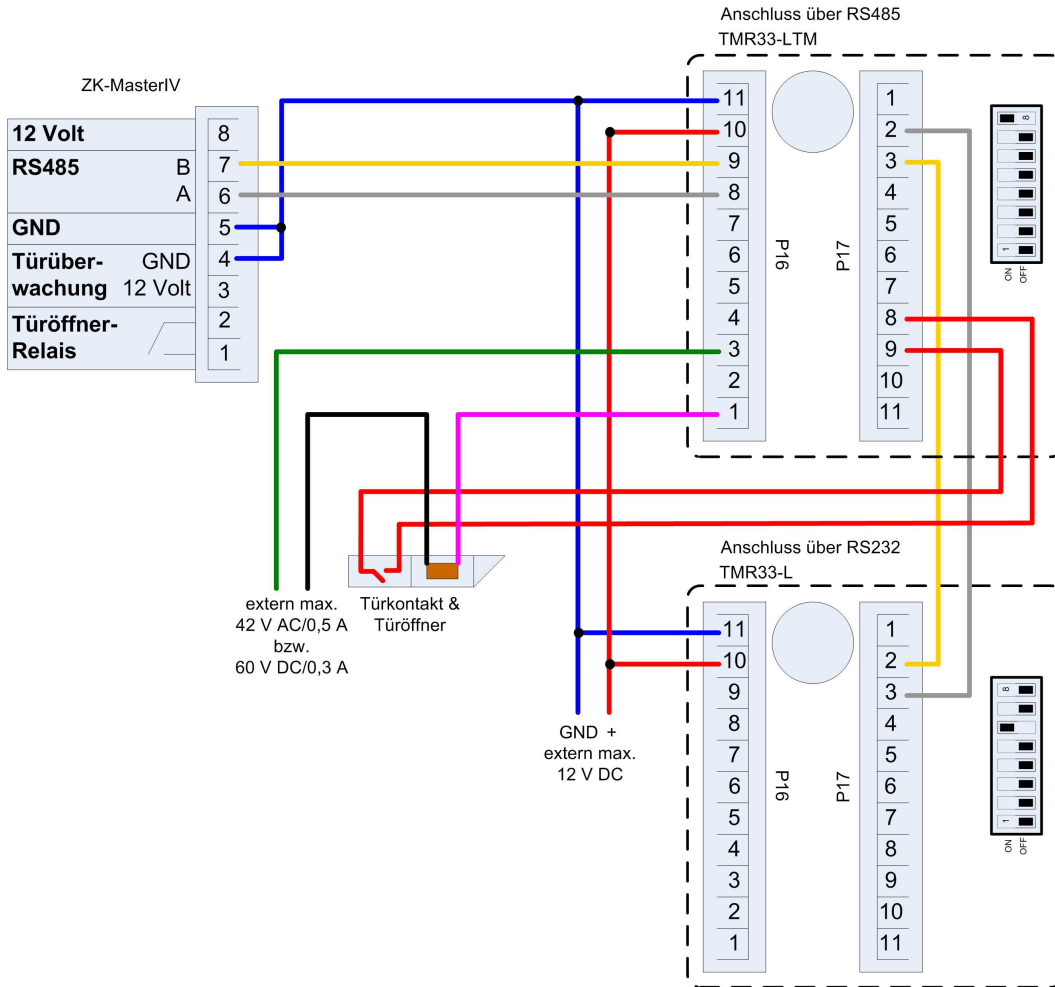 Anschluss über RS485
TMR33-LTM
ZK-MasterIV
12 Volt 8
RS485 B 7
A 6
GND 5
Türüber- GND 4
wachung 12 Volt 3
Türöffner- 2
Relais 1
11
10
9
8
7
6
5
4
3
2
1
P16
P17
1
2
3
4
5
6
7
8
9
10
11
8
1
ON
OFF
extern max.
42 V AC/0,5 A
bzw.
60 V DC/0,3 A
Türkontakt &
Türöffner
GND +
extern max.
12 V DC
Anschluss über RS232
TMR33-L
11
10
9
8
7
6
5
4
3
2
1
P16
P17
1
2
3
4
5
6
7
8
9
10
11
8
1
ON
OFF